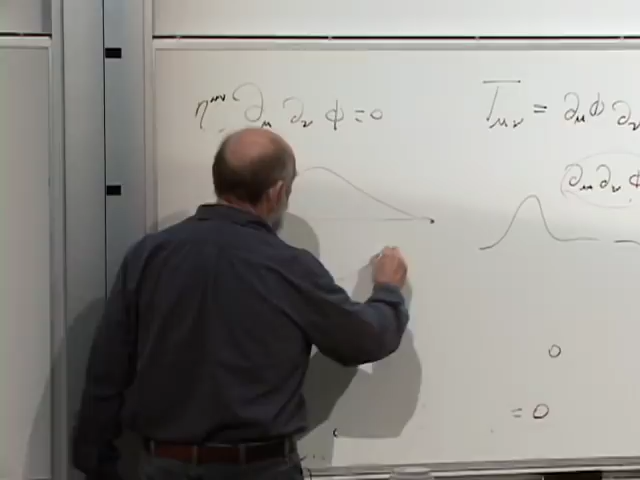 η^{μν} ∂_μ ∂_ν ϕ = 0
T_{μν} = ∂_μ ϕ ∂_ν
∂_μ ∂_ν ϕ
0
= 0